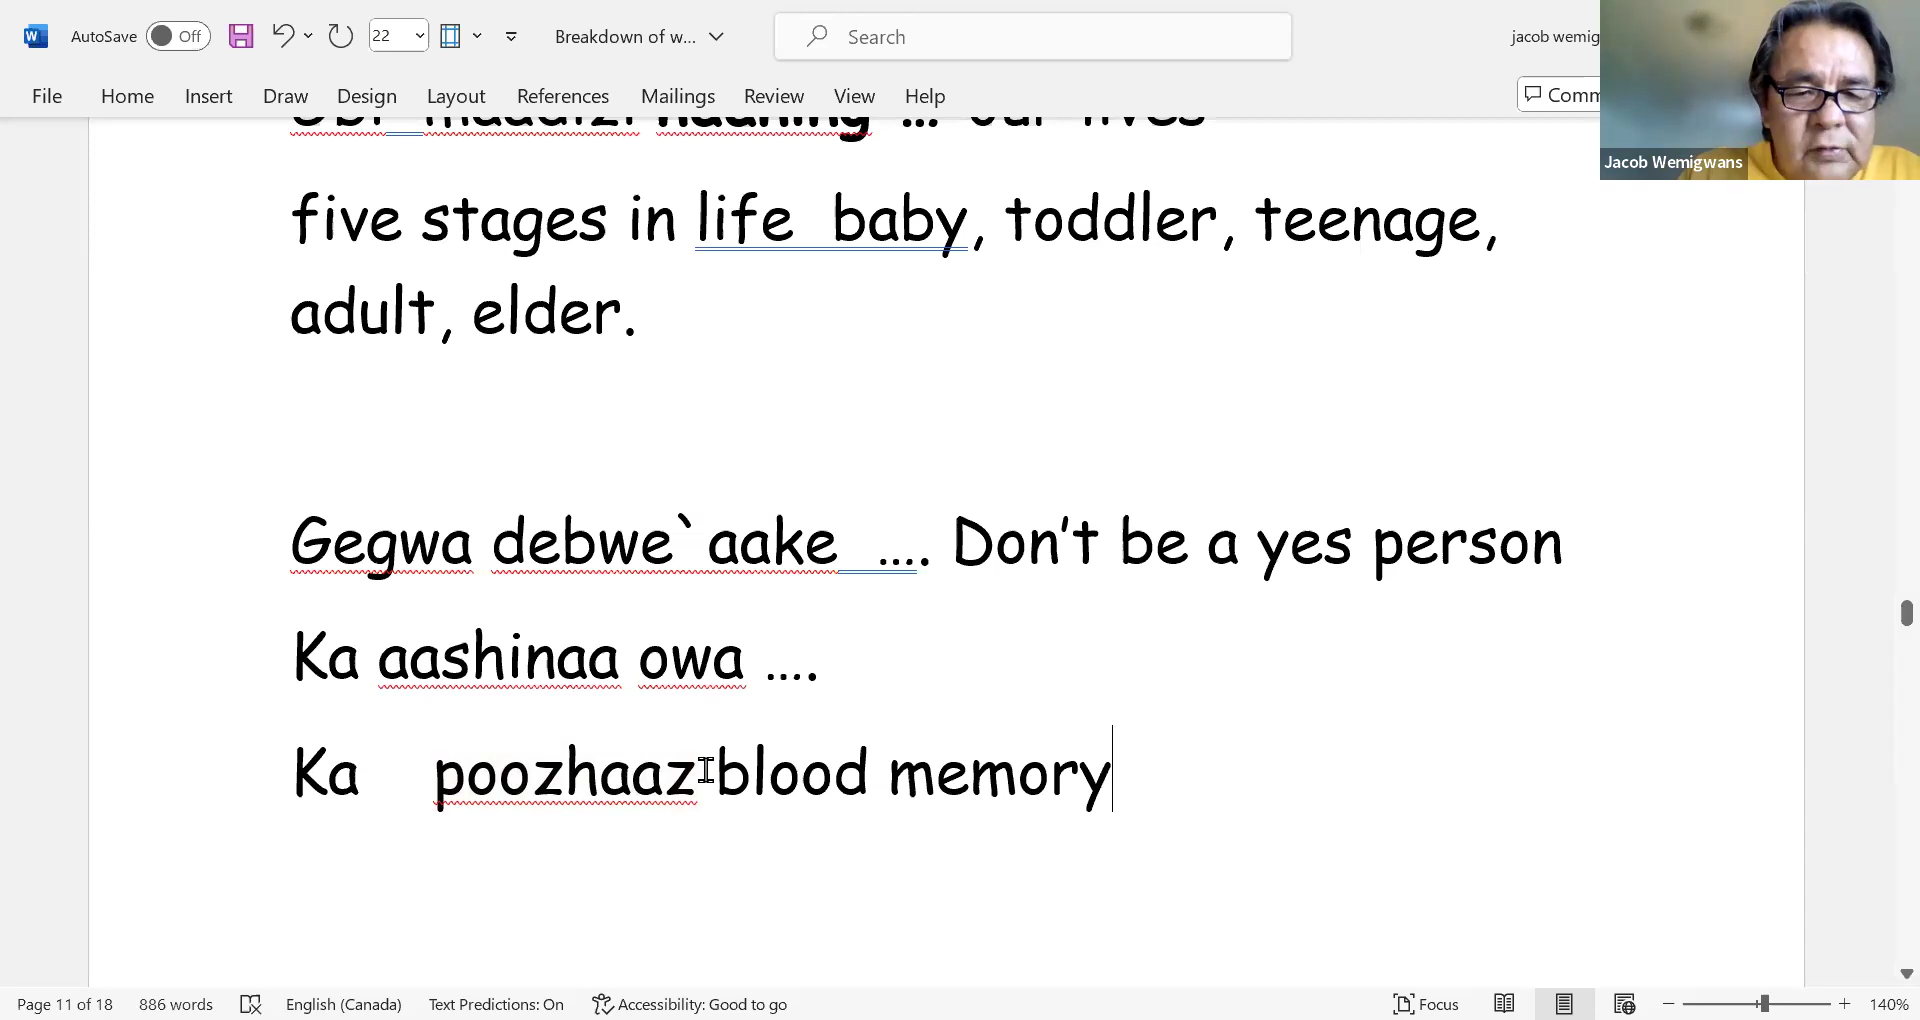 AutoSave Off 22 Breakdown of w... Search jacob wemig
File Home Insert Draw Design Layout References Mailings Review View Help Comm
Jacob Wemigwans
naaning ... our lives
five stages in life baby, toddler, teenage,
adult, elder.
Gegwa debwe`aake .... Don't be a yes person
Ka aashinaa owa ....
Ka poozhaaz blood memory
Page 11 of 18 886 words English (Canada) Text Predictions: On Accessibility: Good to go Focus 140%